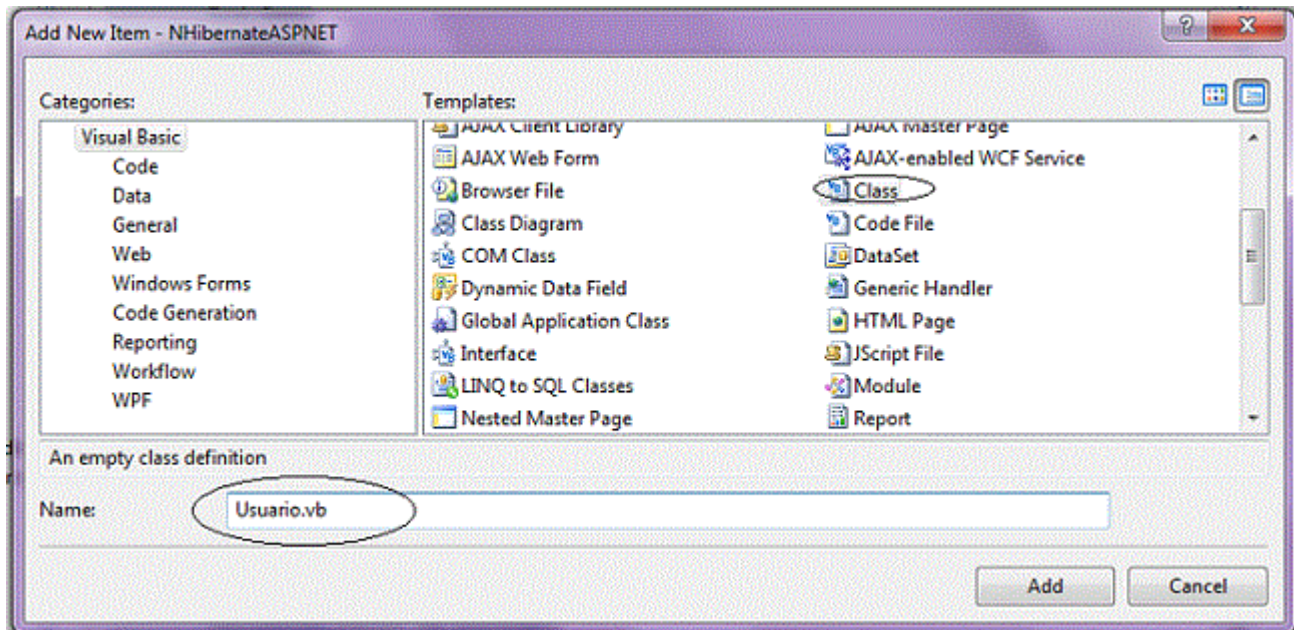 Add New Item - NHibernateASPNET
Categories:
Visual Basic
Code
Data
General
Web
Windows Forms
Code Generation
Reporting
Workflow
WPF
Templates:
AJAX Client Library
AJAX Master Page
AJAX Web Form
AJAX-enabled WCF Service
Browser File
Class
Class Diagram
Code File
COM Class
DataSet
Dynamic Data Field
Generic Handler
Global Application Class
HTML Page
Interface
JScript File
LINQ to SQL Classes
Module
Nested Master Page
Report
An empty class definition
Name: Usuario.vb
Add Cancel